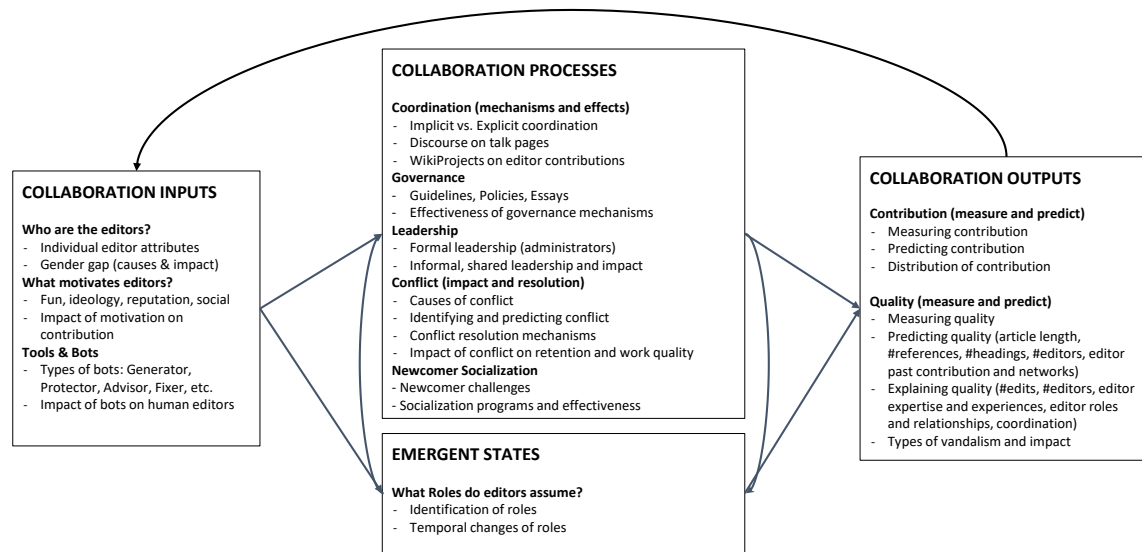 COLLABORATION INPUTS
Who are the editors?
- Individual editor attributes
- Gender gap (causes & impact)
What motivates editors?
- Fun, ideology, reputation, social
- Impact of motivation on
contribution
Tools & Bots
- Types of bots: Generator,
Protector, Advisor, Fixer, etc.
- Impact of bots on human editors
COLLABORATION PROCESSES
Coordination (mechanisms and effects)
- Implicit vs. Explicit coordination
- Discourse on talk pages
- WikiProjects on editor contributions
Governance
- Guidelines, Policies, Essays
- Effectiveness of governance mechanisms
Leadership
- Formal leadership (administrators)
- Informal, shared leadership and impact
Conflict (impact and resolution)
- Causes of conflict
- Identifying and predicting conflict
- Conflict resolution mechanisms
- Impact of conflict on retention and work quality
Newcomer Socialization
- Newcomer challenges
- Socialization programs and effectiveness
EMERGENT STATES
What Roles do editors assume?
- Identification of roles
- Temporal changes of roles
COLLABORATION OUTPUTS
Contribution (measure and predict)
- Measuring contribution
- Predicting contribution
- Distribution of contribution
Quality (measure and predict)
- Measuring quality
- Predicting quality (article length,
#references, #headings, #editors, editor
past contribution and networks)
- Explaining quality (#edits, #editors, editor
expertise and experiences, editor roles
and relationships, coordination)
- Types of vandalism and impact